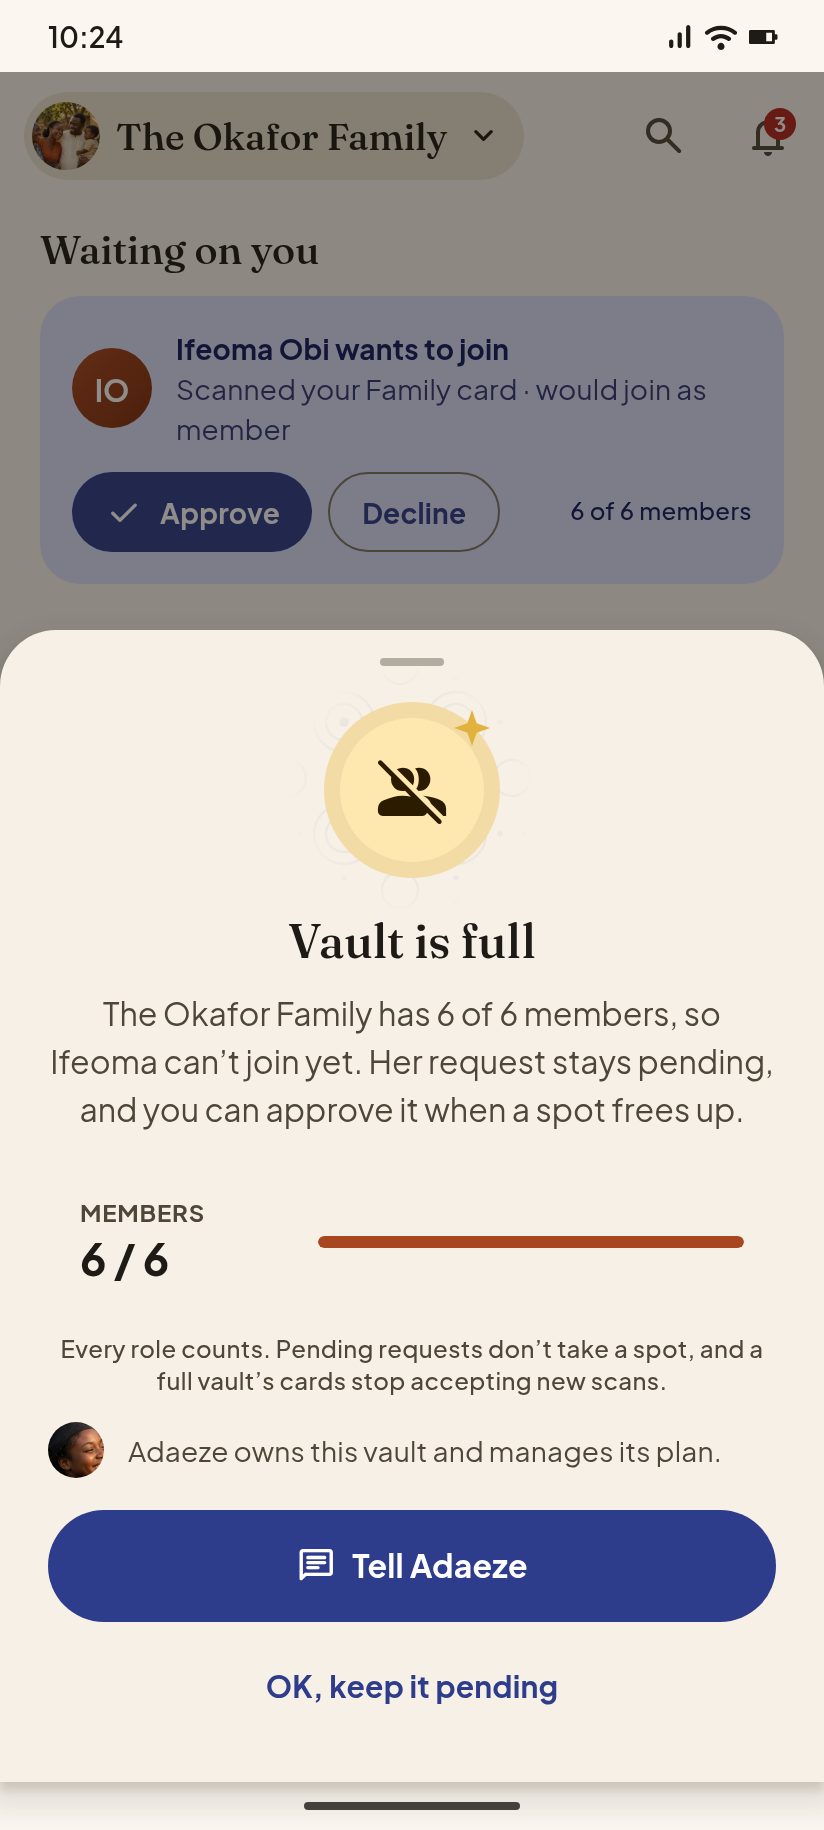 10:24
The Okafor Family
3
Waiting on you
IO
Ifeoma Obi wants to join
Scanned your Family card · would join as
member
Approve
Decline
6 of 6 members
Vault is full
The Okafor Family has 6 of 6 members, so
Ifeoma can’t join yet. Her request stays pending,
and you can approve it when a spot frees up.
MEMBERS
6 / 6
Every role counts. Pending requests don’t take a spot, and a
full vault’s cards stop accepting new scans.
Adaeze owns this vault and manages its plan.
Tell Adaeze
OK, keep it pending